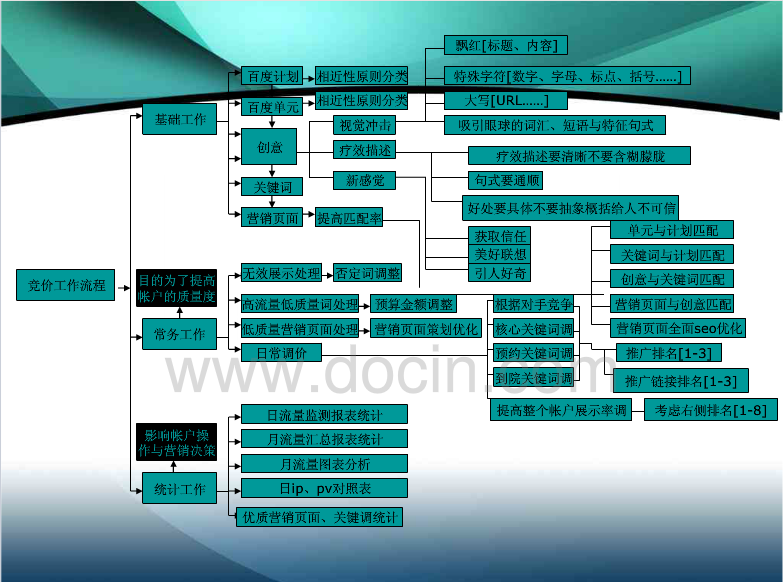 飘红[标题、内容]
百度计划
相近性原则分类
特殊字符[数字、字母、标点、括号......]
百度单元
相近性原则分类
大写[URL......]
基础工作
视觉冲击
吸引眼球的词汇、短语与特征句式
创意
疗效描述
疗效描述要清晰不要含糊朦胧
关键词
新感觉
句式要通顺
营销页面
提高匹配率
好处要具体不要抽象概括给人不可信
获取信任
单元与计划匹配
美好联想
关键词与计划匹配
引人好奇
创意与关键词匹配
竞价工作流程
目的为了提高
帐户的质量度
无效展示处理
否定词调整
高流量低质量词处理
预算金额调整
根据对手竞争
营销页面与创意匹配
常务工作
低质量营销页面处理
营销页面策划优化
核心关键词调
营销页面全面seo优化
日常调价
预约关键词调
推广排名[1-3]
到院关键词调
推广链接排名[1-3]
www.docin.com
提高整个帐户展示率调
考虑右侧排名[1-8]
日流量监测报表统计
影响帐户操
作与营销决策
月流量汇总报表统计
月流量图表分析
统计工作
日ip、pv对照表
优质营销页面、关键调统计